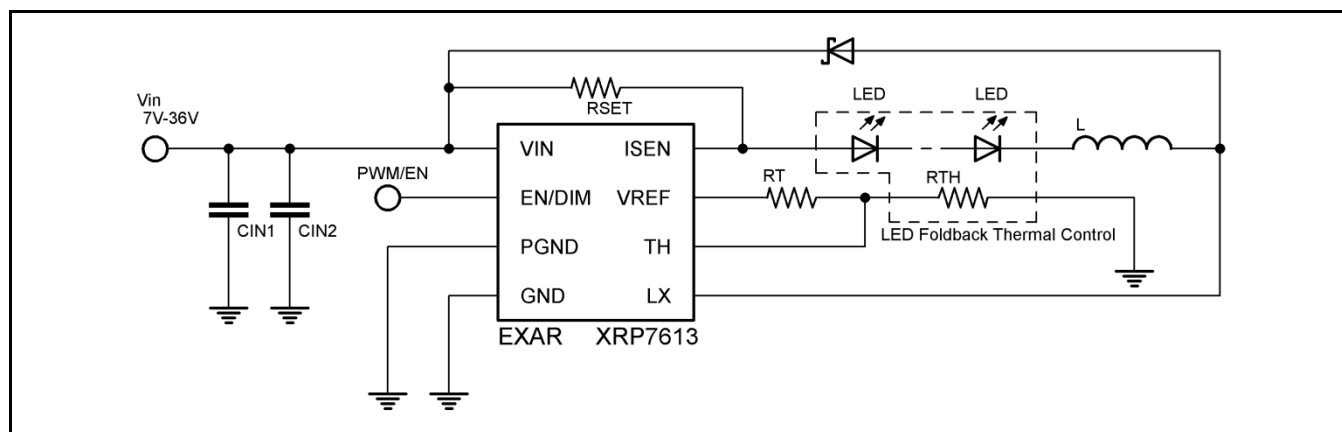 Vin
7V-36V
CIN1
CIN2
PWM/EN
RSET
VIN
ISEN
EN/DIM
VREF
PGND
TH
GND
LX
EXAR XRP7613
LED
LED
L
RT
RTH
LED Foldback Thermal Control